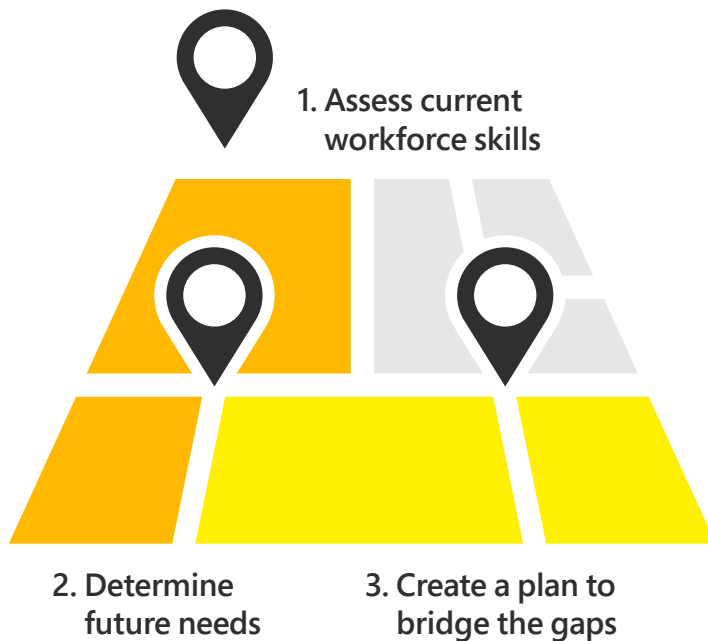 1. Assess current
workforce skills
2. Determine
future needs
3. Create a plan to
bridge the gaps